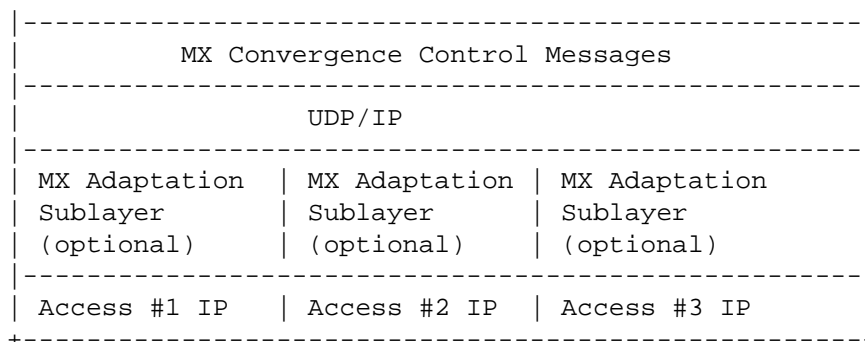 |-----------------------------------------------------
|          MX Convergence Control Messages
|-----------------------------------------------------
|                  UDP/IP
|-----------------------------------------------------
| MX Adaptation  | MX Adaptation | MX Adaptation
| Sublayer       | Sublayer      | Sublayer
| (optional)     | (optional)    | (optional)
|-----------------------------------------------------
| Access #1 IP   | Access #2 IP  | Access #3 IP
+-----------------------------------------------------